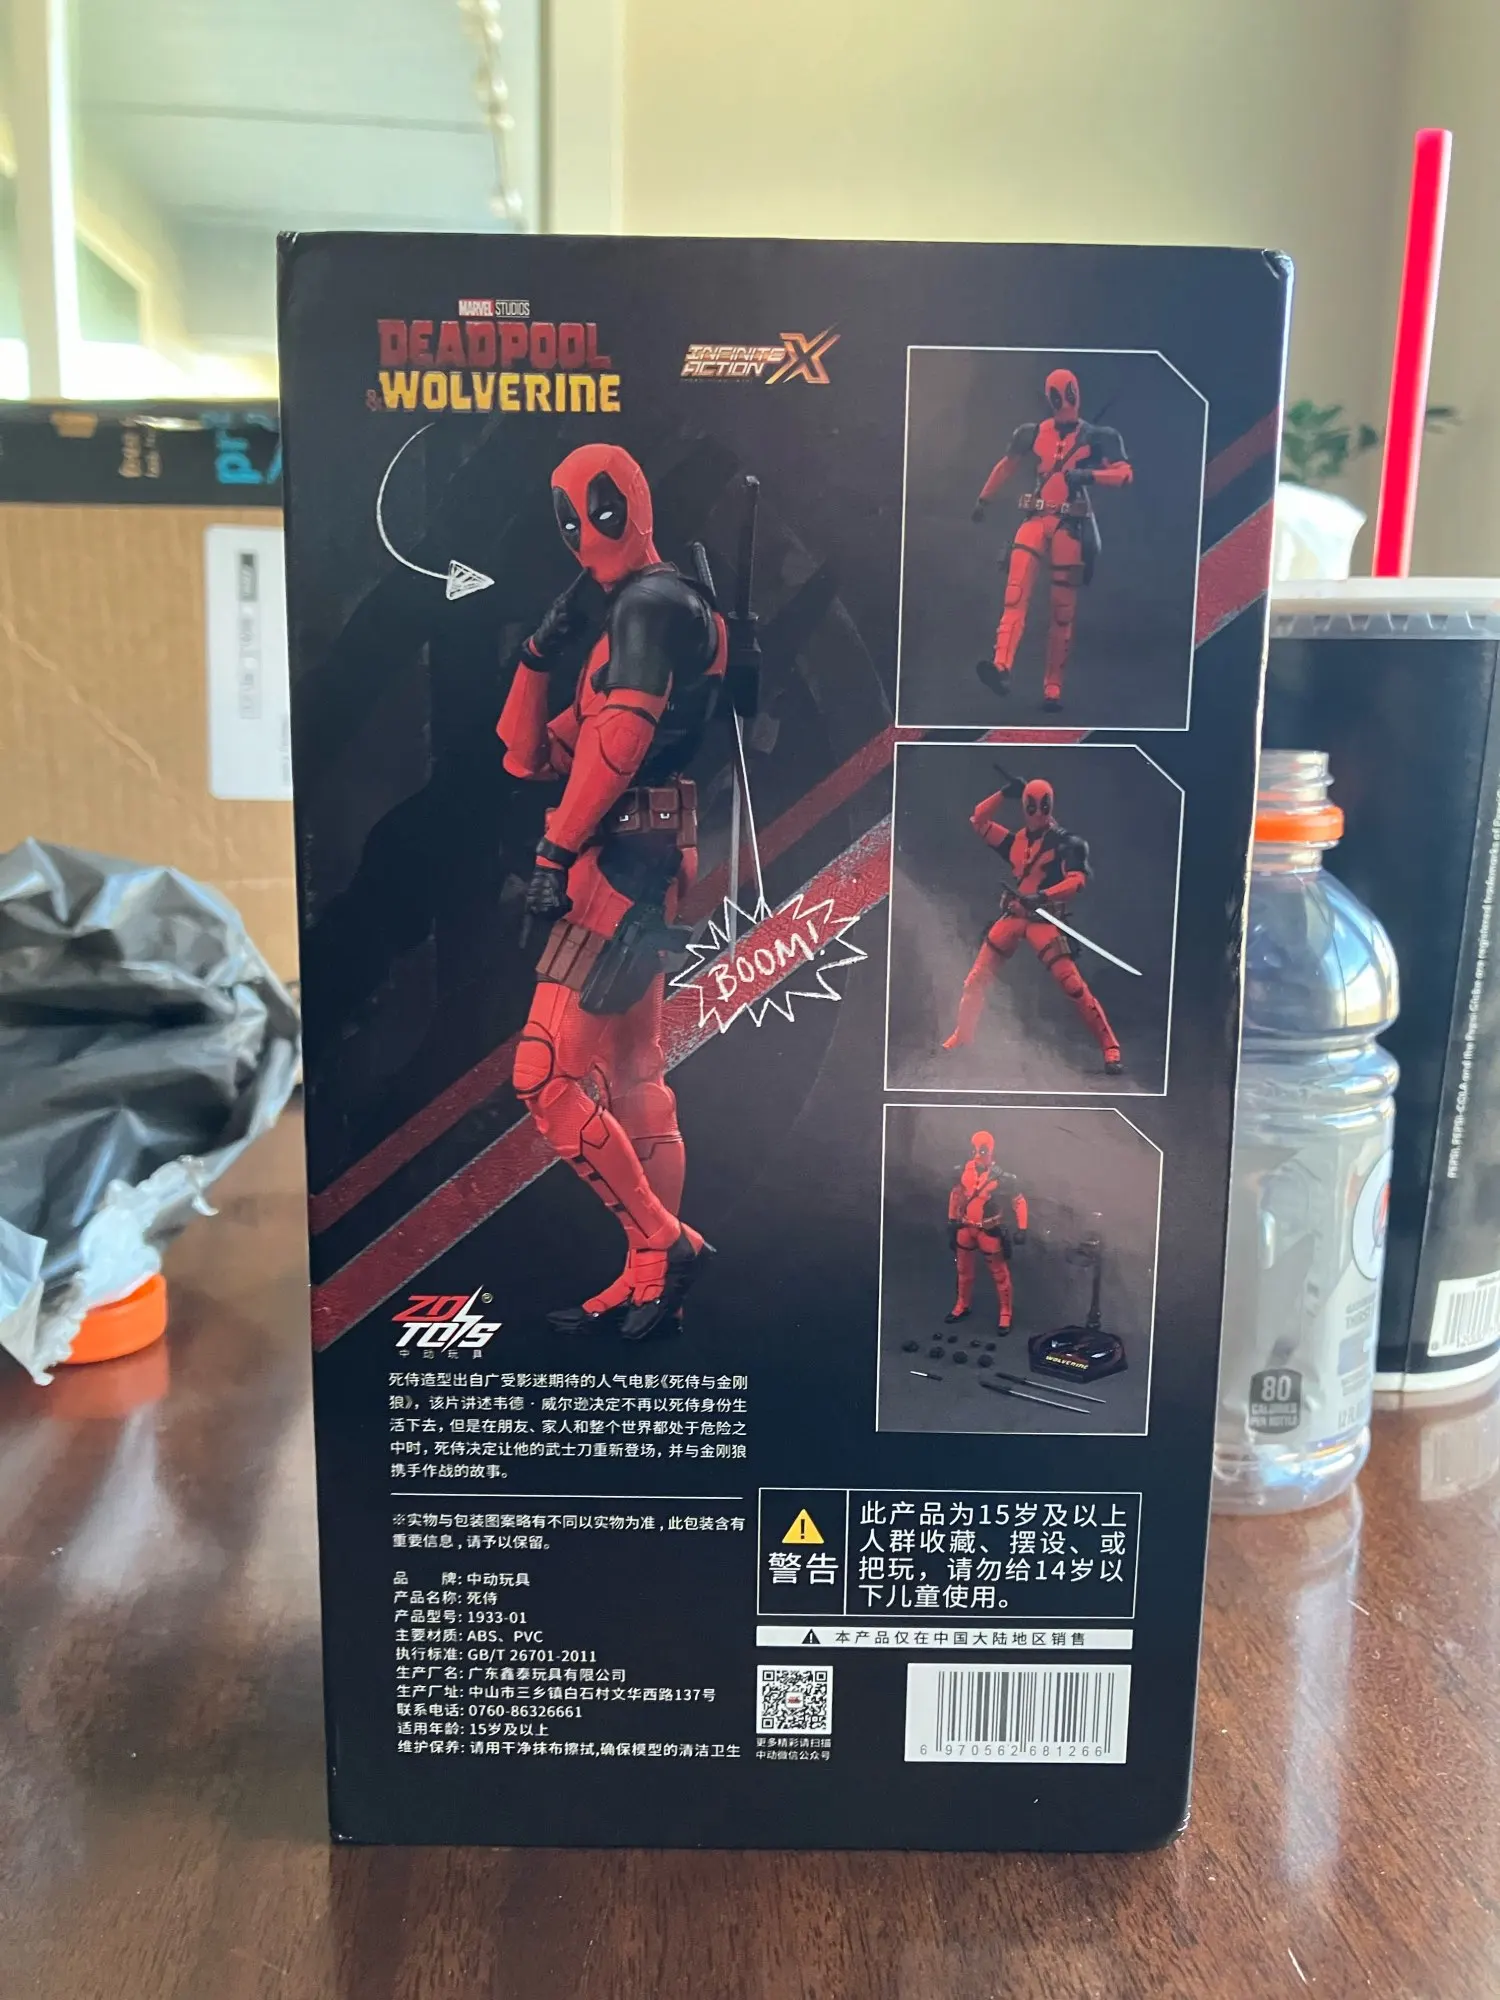 MARVEL STUDIOS
DEADPOOL
& WOLVERINE
INFINITE
ACTION X
BOOM!
WOLVERINE
ZD
TOYS®
中动玩具
死侍造型出自广受影迷期待的人气电影《死侍与金刚
狼》，该片讲述韦德·威尔逊决定不再以死侍身份生
活下去，但是在朋友、家人和整个世界都处于危险之
中时，死侍决定让他的武士刀重新登场，并与金刚狼
携手作战的故事。
※实物与包装图案略有不同以实物为准，此包装含有
重要信息，请予以保留。
品 牌: 中动玩具
产品名称: 死侍
产品型号: 1933-01
主要材质: ABS、PVC
执行标准: GB/T 26701-2011
生产厂名: 广东鑫泰玩具有限公司
生产厂址: 中山市三乡镇白石村文华西路137号
联系电话: 0760-86326661
适用年龄: 15岁及以上
维护保养: 请用干净抹布擦拭,确保模型的清洁卫生
警告
此产品为15岁及以上
人群收藏、摆设、或
把玩，请勿给14岁以
下儿童使用。
本产品仅在中国大陆地区销售
更多精彩请扫描
中动微信公众号
6 970562 681266
80
CALORIES
PER BOTTLE